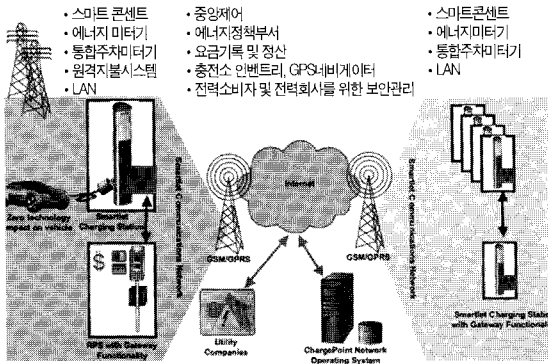 • 스마트 콘센트
• 에너지 미터기
• 통합주차미터기
• 원격지불시스템
• LAN
• 중앙제어
• 에너지정책부서
• 요금기록 및 정산
• 충전소 인벤트리, GPS네비게이터
• 전력소비자 및 전력회사를 위한 보안관리
• 스마트콘센트
• 에너지미터기
• 통합주차미터기
• LAN
Zero technology
impact on vehicle
Smartlet
Charging Station
$
RPS with Gateway
Functionality
Smartlet Communications Network
GSM/GPRS
Internet
GSM/GPRS
Utility
Companies
ChargePoint Network
Operating System
Smartlet Communications Network
Smartlet Charging Static
with Gateway Functional